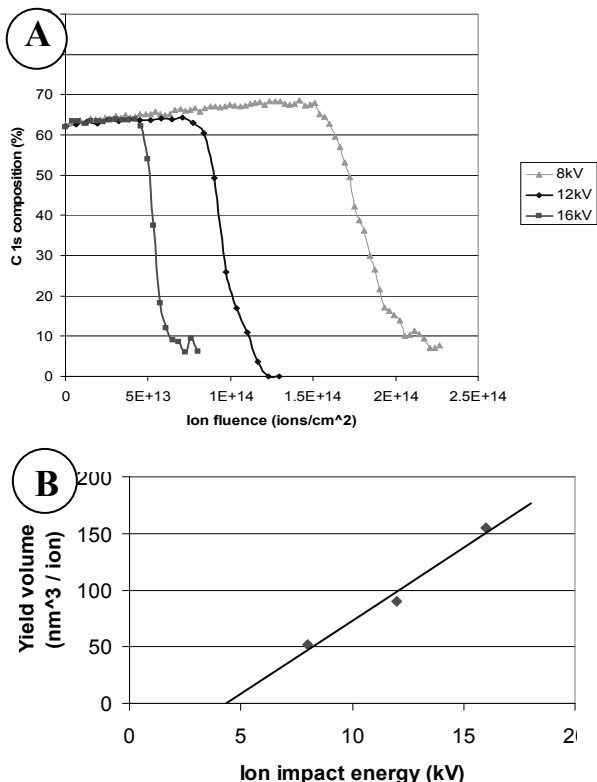 A
70
60
50
40
30
20
10
0
C 1s composition (%)
0 5E+13 1E+14 1.5E+14 2E+14 2.5E+14
Ion fluence (ions/cm^2)
8kV
12kV
16kV
B
200
150
100
50
0
Yield volume
(nm^3 / ion)
0 5 10 15
Ion impact energy (kV)